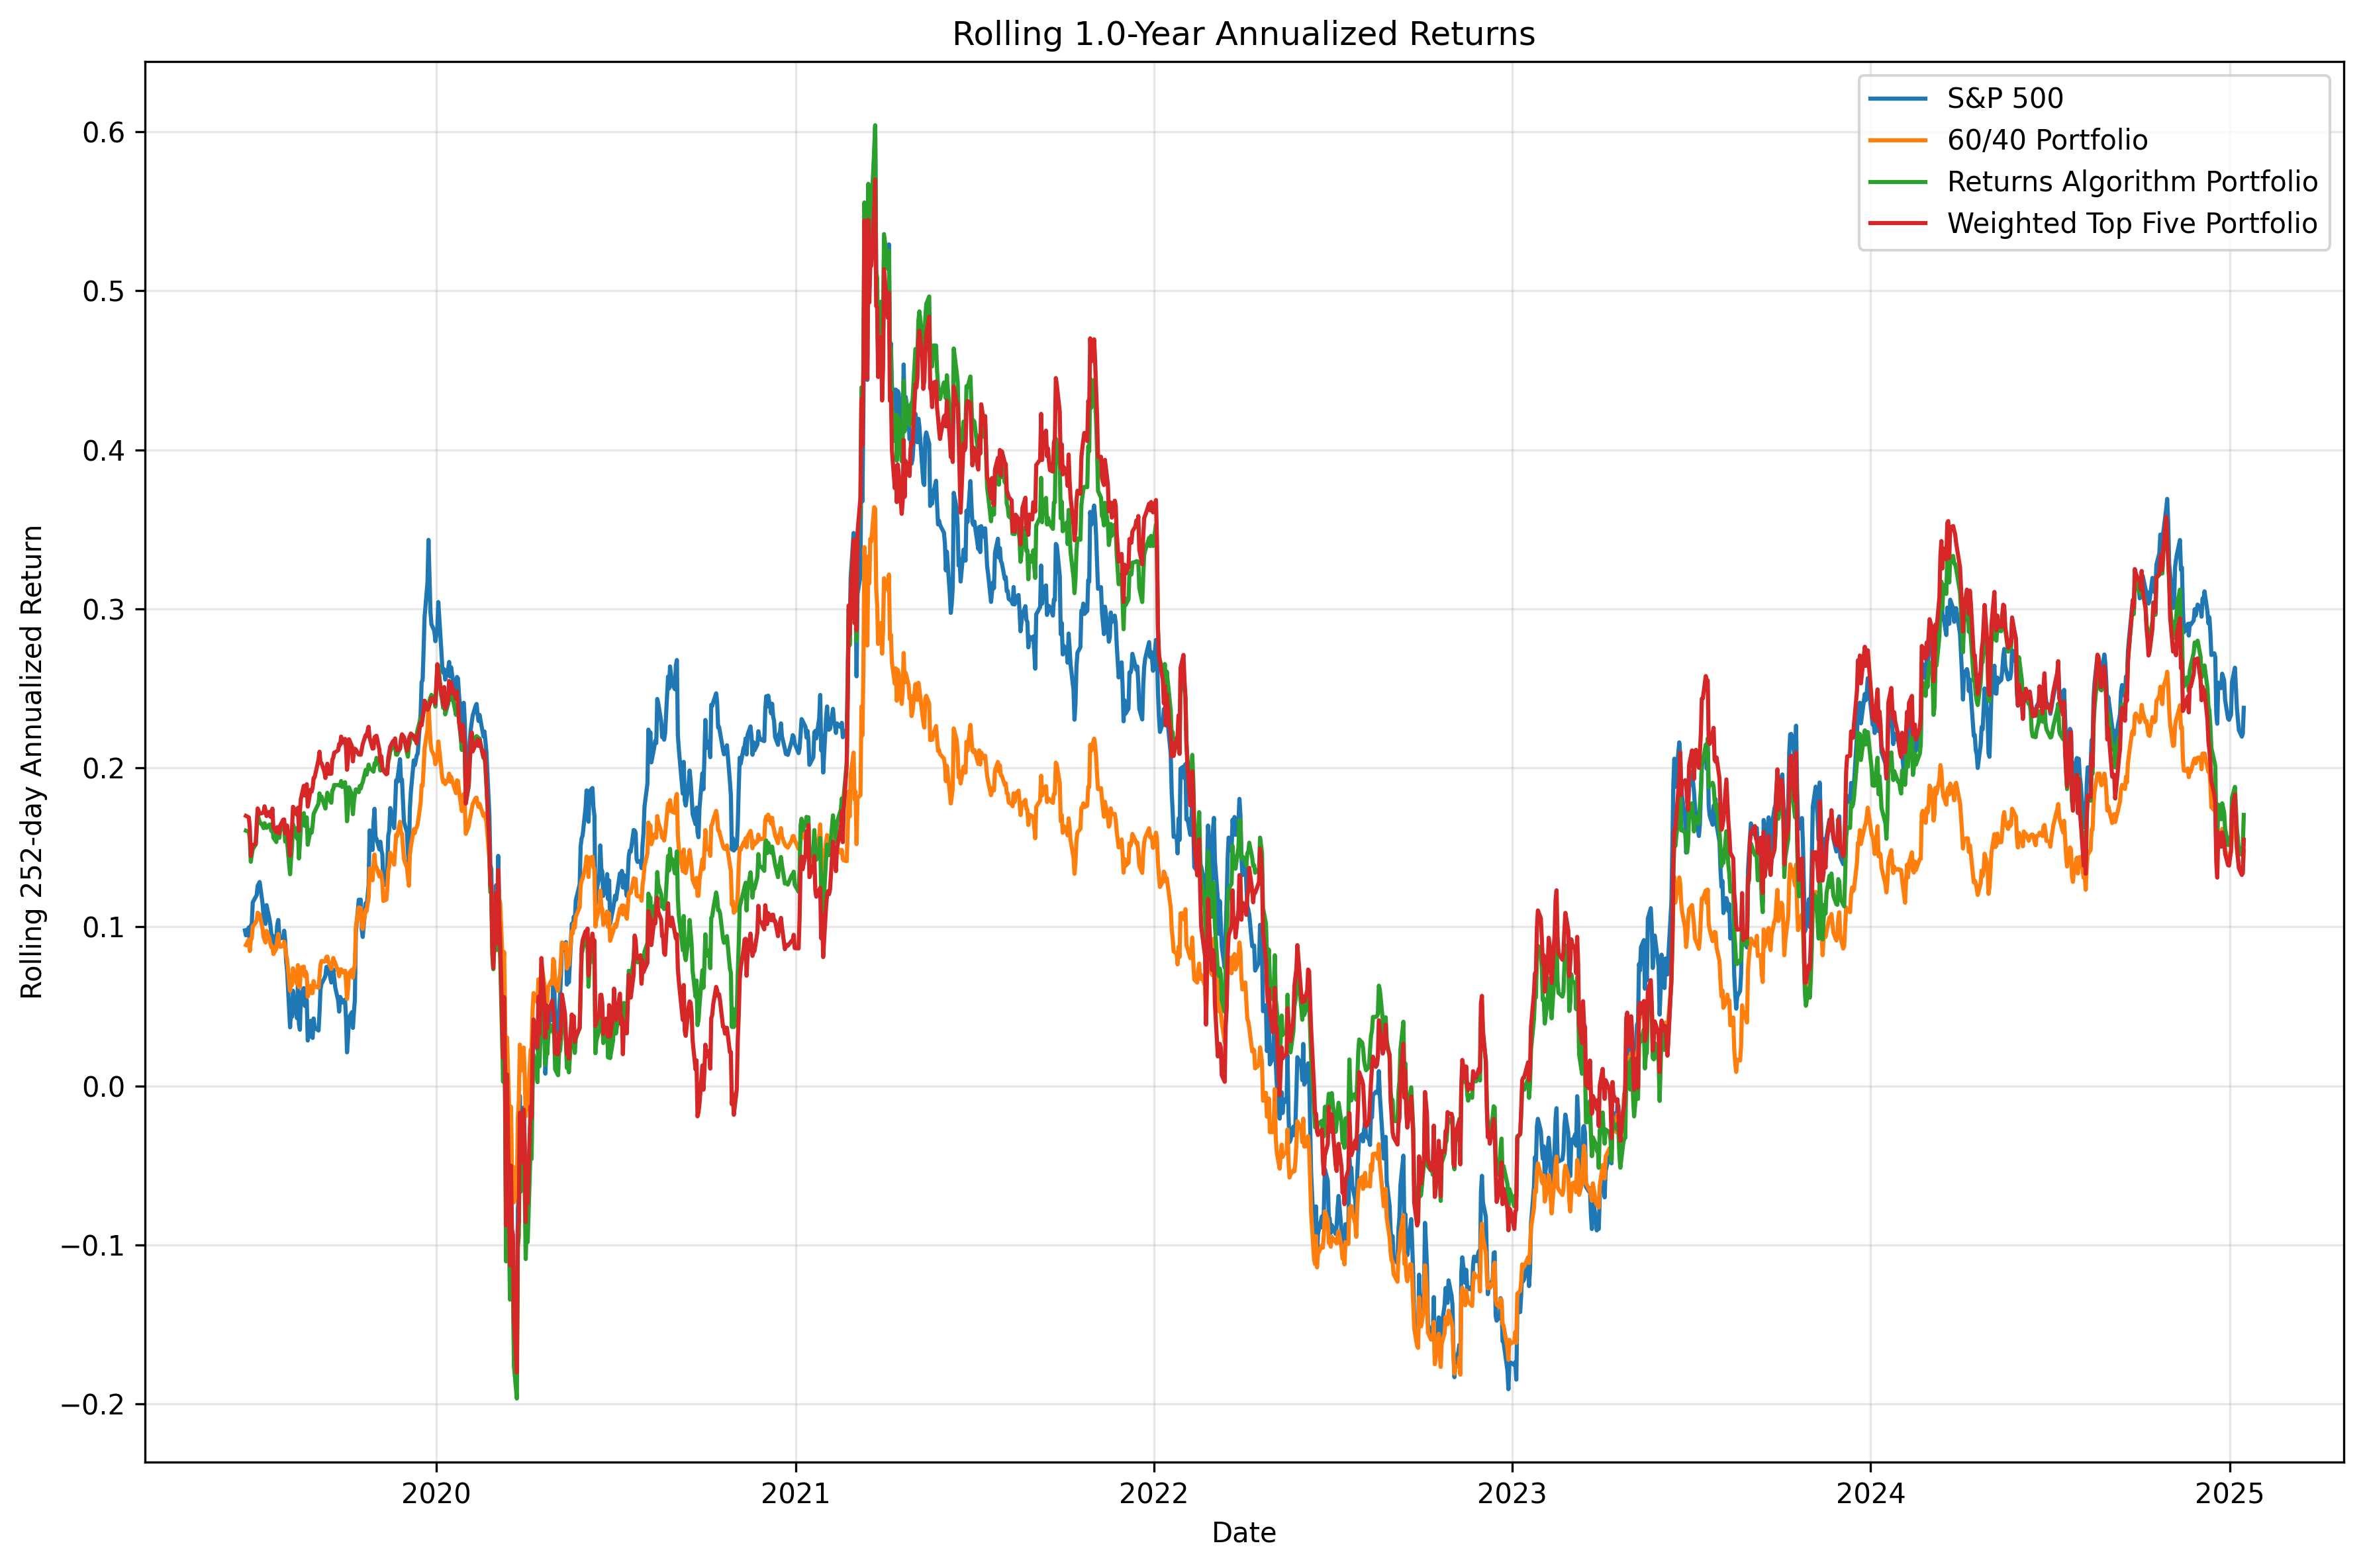 Rolling 1.0-Year Annualized Returns
S&P 500
60/40 Portfolio
Returns Algorithm Portfolio
Weighted Top Five Portfolio
Rolling 252-day Annualized Return
0.6
0.5
0.4
0.3
0.2
0.1
0.0
−0.1
−0.2
2020
2021
2022
2023
2024
2025
Date